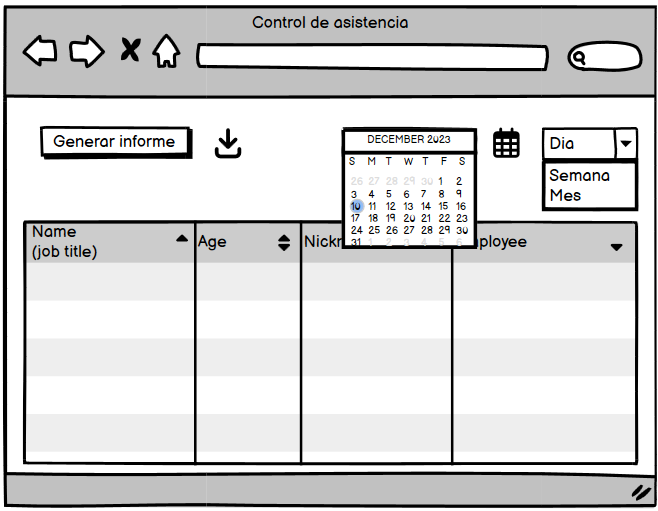 Control de asistencia
Generar informe
DECEMBER 2023
Dia
S M T W T F S
Semana
26 27 28 29 30 1 2
Mes
3 4 5 6 7 8 9
10 11 12 13 14 15 16
17 18 19 20 21 22 23
24 25 26 27 28 29 30
31 1 2 3 4 5 6
Name
(job title)
Age
Nickn
ployee